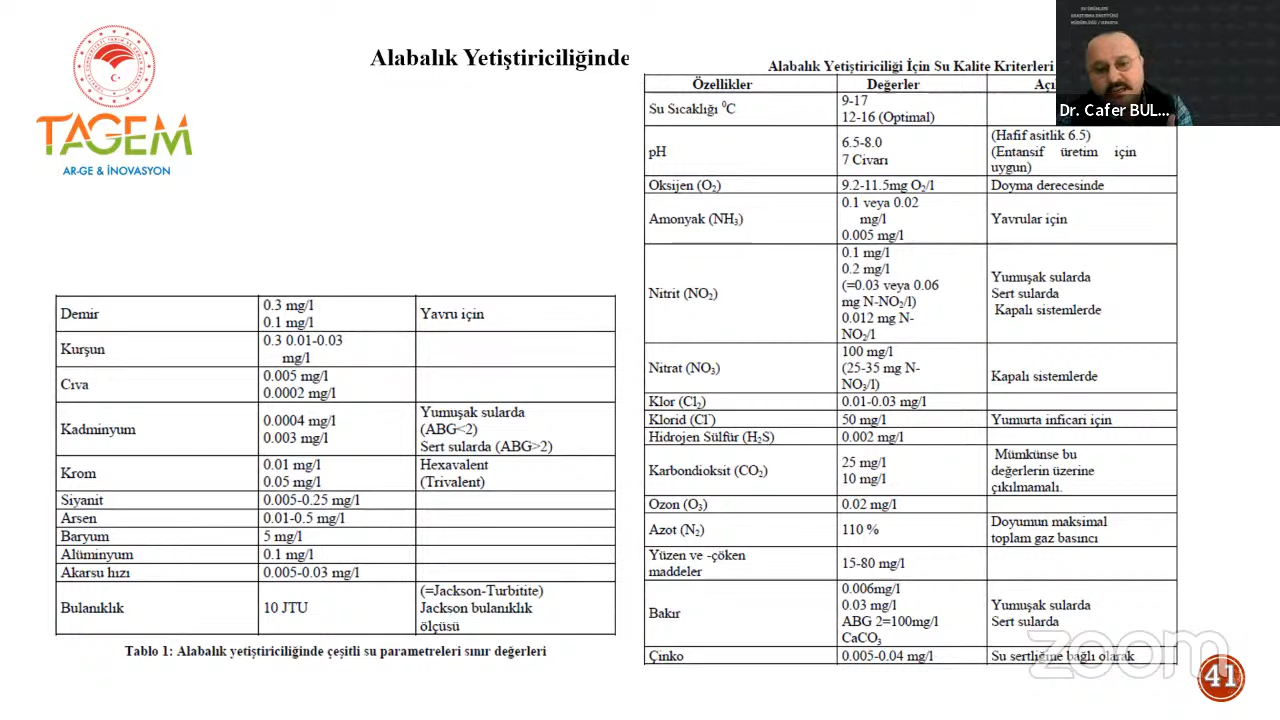 TAGEM
AR-GE & İNOVASYON
Alabalık Yetiştiriciliğinde
SU ÜRÜNLERİ
ARAŞTIRMA ENSTİTÜSÜ
MÜDÜRLÜĞÜ / ISPARTA
Dr. Cafer BUL...
Alabalık Yetiştiriciliği İçin Su Kalite Kriterleri
Özellikler Değerler Açı
Su Sıcaklığı ⁰C
9-17
12-16 (Optimal)
pH
6.5-8.0
7 Civarı
(Hafif asitlik 6.5)
(Entansif üretim için
uygun)
Oksijen (O₂) 9.2-11.5mg O₂/l Doyma derecesinde
Amonyak (NH₃)
0.1 veya 0.02
mg/l
0.005 mg/l
Yavrular için
Nitrit (NO₂)
0.1 mg/l
0.2 mg/l
(=0.03 veya 0.06
mg N-NO₂/l)
0.012 mg N-
NO₂/l
Yumuşak sularda
Sert sularda
Kapalı sistemlerde
Nitrat (NO₃)
100 mg/l
(25-35 mg N-
NO₃/l)
Kapalı sistemlerde
Klor (Cl₂) 0.01-0.03 mg/l
Klorid (Cl⁻) 50 mg/l Yumurta inficari için
Hidrojen Sülfür (H₂S) 0.002 mg/l
Karbondioksit (CO₂)
25 mg/l
10 mg/l
Mümkünse bu
değerlerin üzerine
çıkılmamalı.
Ozon (O₃) 0.02 mg/l
Azot (N₂) 110 %
Doyumun maksimal
toplam gaz basıncı
Yüzen ve -çöken
maddeler
15-80 mg/l
Bakır
0.006mg/l
0.03 mg/l
ABG 2=100mg/l
CaCO₃
Yumuşak sularda
Sert sularda
Çinko 0.005-0.04 mg/l Su sertliğine bağlı olarak
Demir
0.3 mg/l
0.1 mg/l
Yavru için
Kurşun
0.3 0.01-0.03
mg/l
Cıva
0.005 mg/l
0.0002 mg/l
Kadminyum
0.0004 mg/l
0.003 mg/l
Yumuşak sularda
(ABG<2)
Sert sularda (ABG>2)
Krom
0.01 mg/l
0.05 mg/l
Hexavalent
(Trivalent)
Siyanit 0.005-0.25 mg/l
Arsen 0.01-0.5 mg/l
Baryum 5 mg/l
Alüminyum 0.1 mg/l
Akarsu hızı 0.005-0.03 mg/l
Bulanıklık 10 JTU
(=Jackson-Turbitite)
Jackson bulanıklık
ölçüsü
Tablo 1: Alabalık yetiştiriciliğinde çeşitli su parametreleri sınır değerleri
zoom
41